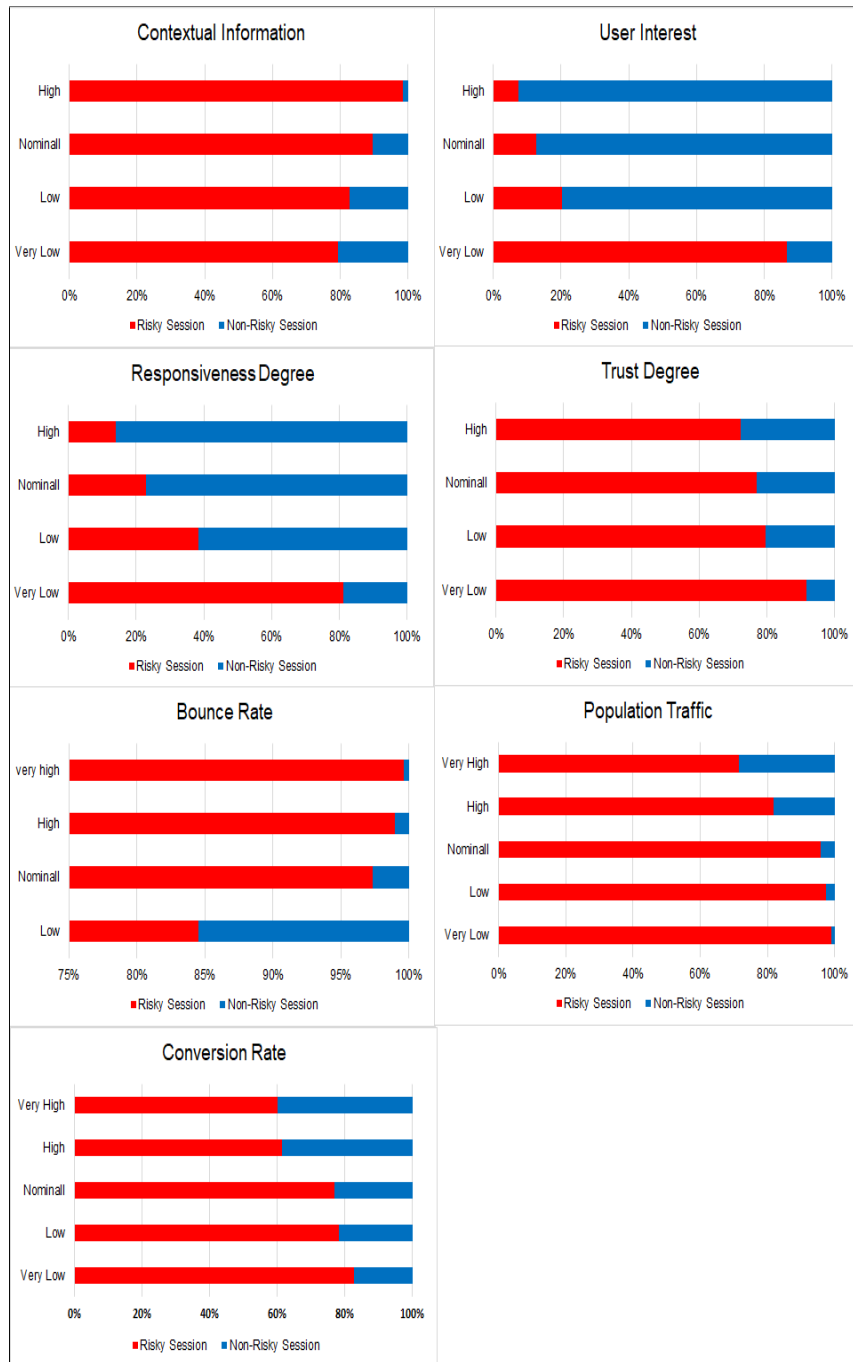 Contextual Information
High
Nominall
Low
Very Low
0% 20% 40% 60% 80% 100%
Risky Session Non-Risky Session
User Interest
High
Nominall
Low
Very Low
0% 20% 40% 60% 80% 100%
Risky Session Non-Risky Session
Responsiveness Degree
High
Nominall
Low
Very Low
0% 20% 40% 60% 80% 100%
Risky Session Non-Risky Session
Trust Degree
High
Nominall
Low
Very Low
0% 20% 40% 60% 80% 100%
Risky Session Non-Risky Session
Bounce Rate
very high
High
Nominall
Low
75% 80% 85% 90% 95% 100%
Risky Session Non-Risky Session
Population Traffic
Very High
High
Nominall
Low
Very Low
0% 20% 40% 60% 80% 100%
Risky Session Non-Risky Session
Conversion Rate
Very High
High
Nominall
Low
Very Low
0% 20% 40% 60% 80% 100%
Risky Session Non-Risky Session